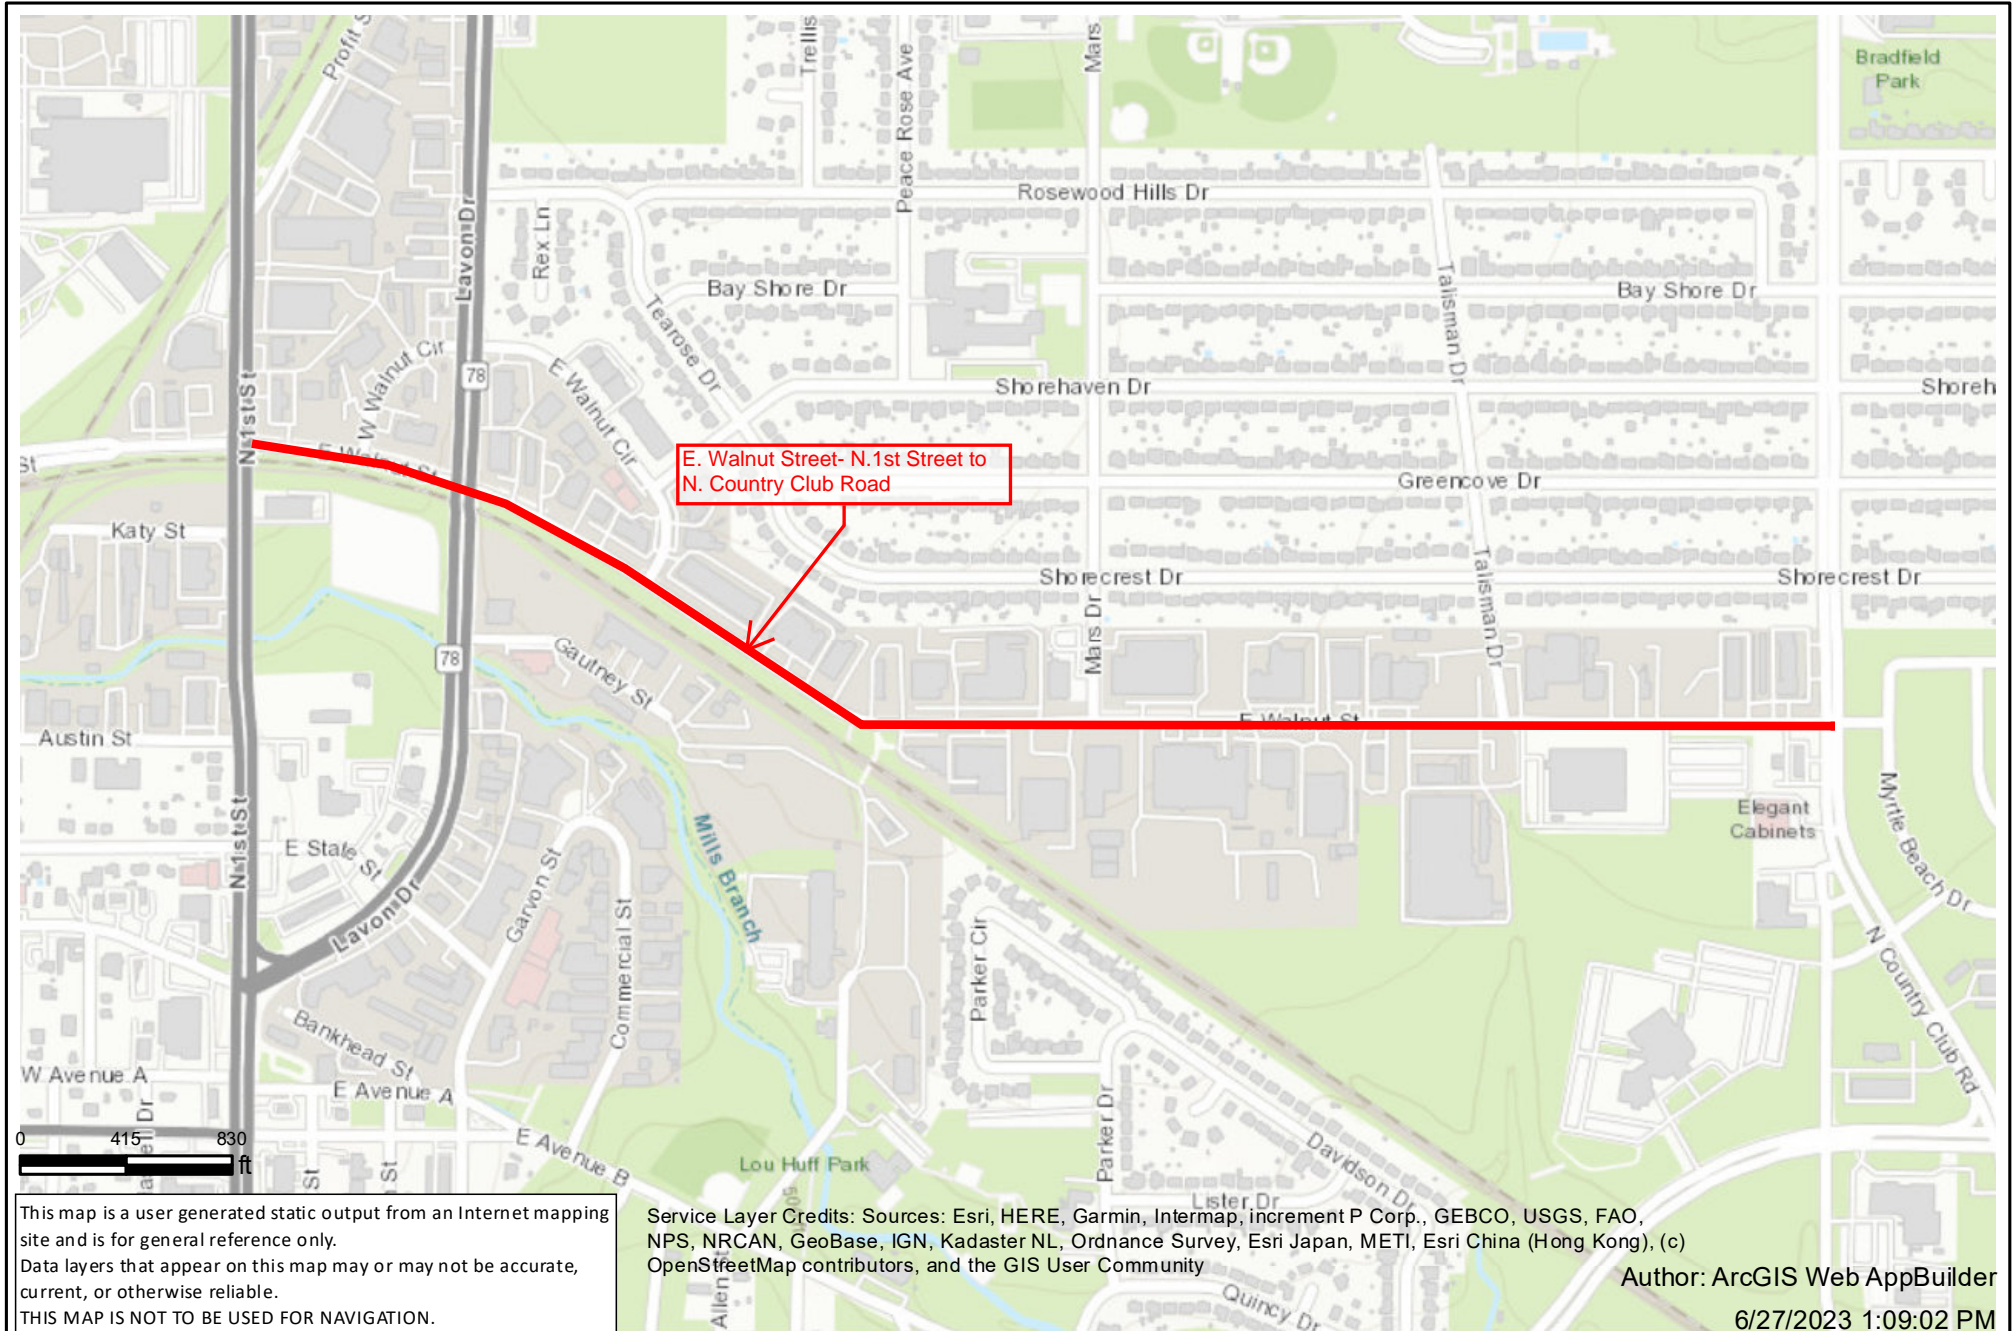 Profit S
Trellis
Peace Rose Ave
Mars
Bradfield
Park
Lavon Dr
Rex Ln
Rosewood Hills Dr
Bay Shore Dr
Talisman Dr
Bay Shore Dr
Tearose Dr
W Walnut Cir
78
E Walnut Cir
N 1st St
Shorehaven Dr
Shoreh
St
E Walnut St
E. Walnut Street- N.1st Street to
N. Country Club Road
Greencove Dr
Katy St
Shorecrest Dr
Talisman Dr
Shorecrest Dr
Mars Dr
78
Gautney St
Austin St
E Walnut St
N 1st St
E State St
Lavon Dr
Garvon St
Commercial St
Mills Branch
Elegant
Cabinets
Myrtle Beach Dr
N Country Club Rd
Parker Cir
Bankhead St
W Avenue A
E Avenue A
E Avenue B
Parker Dr
Davidson Dr
Lou Huff Park
Lister Dr
0 415 830
ft
St
St
Allen St
Quincy Dr
This map is a user generated static output from an Internet mapping
site and is for general reference only.
Data layers that appear on this map may or may not be accurate,
current, or otherwise reliable.
THIS MAP IS NOT TO BE USED FOR NAVIGATION.
Service Layer Credits: Sources: Esri, HERE, Garmin, Intermap, increment P Corp., GEBCO, USGS, FAO,
NPS, NRCAN, GeoBase, IGN, Kadaster NL, Ordnance Survey, Esri Japan, METI, Esri China (Hong Kong), (c)
OpenStreetMap contributors, and the GIS User Community
Author: ArcGIS Web AppBuilder
6/27/2023 1:09:02 PM